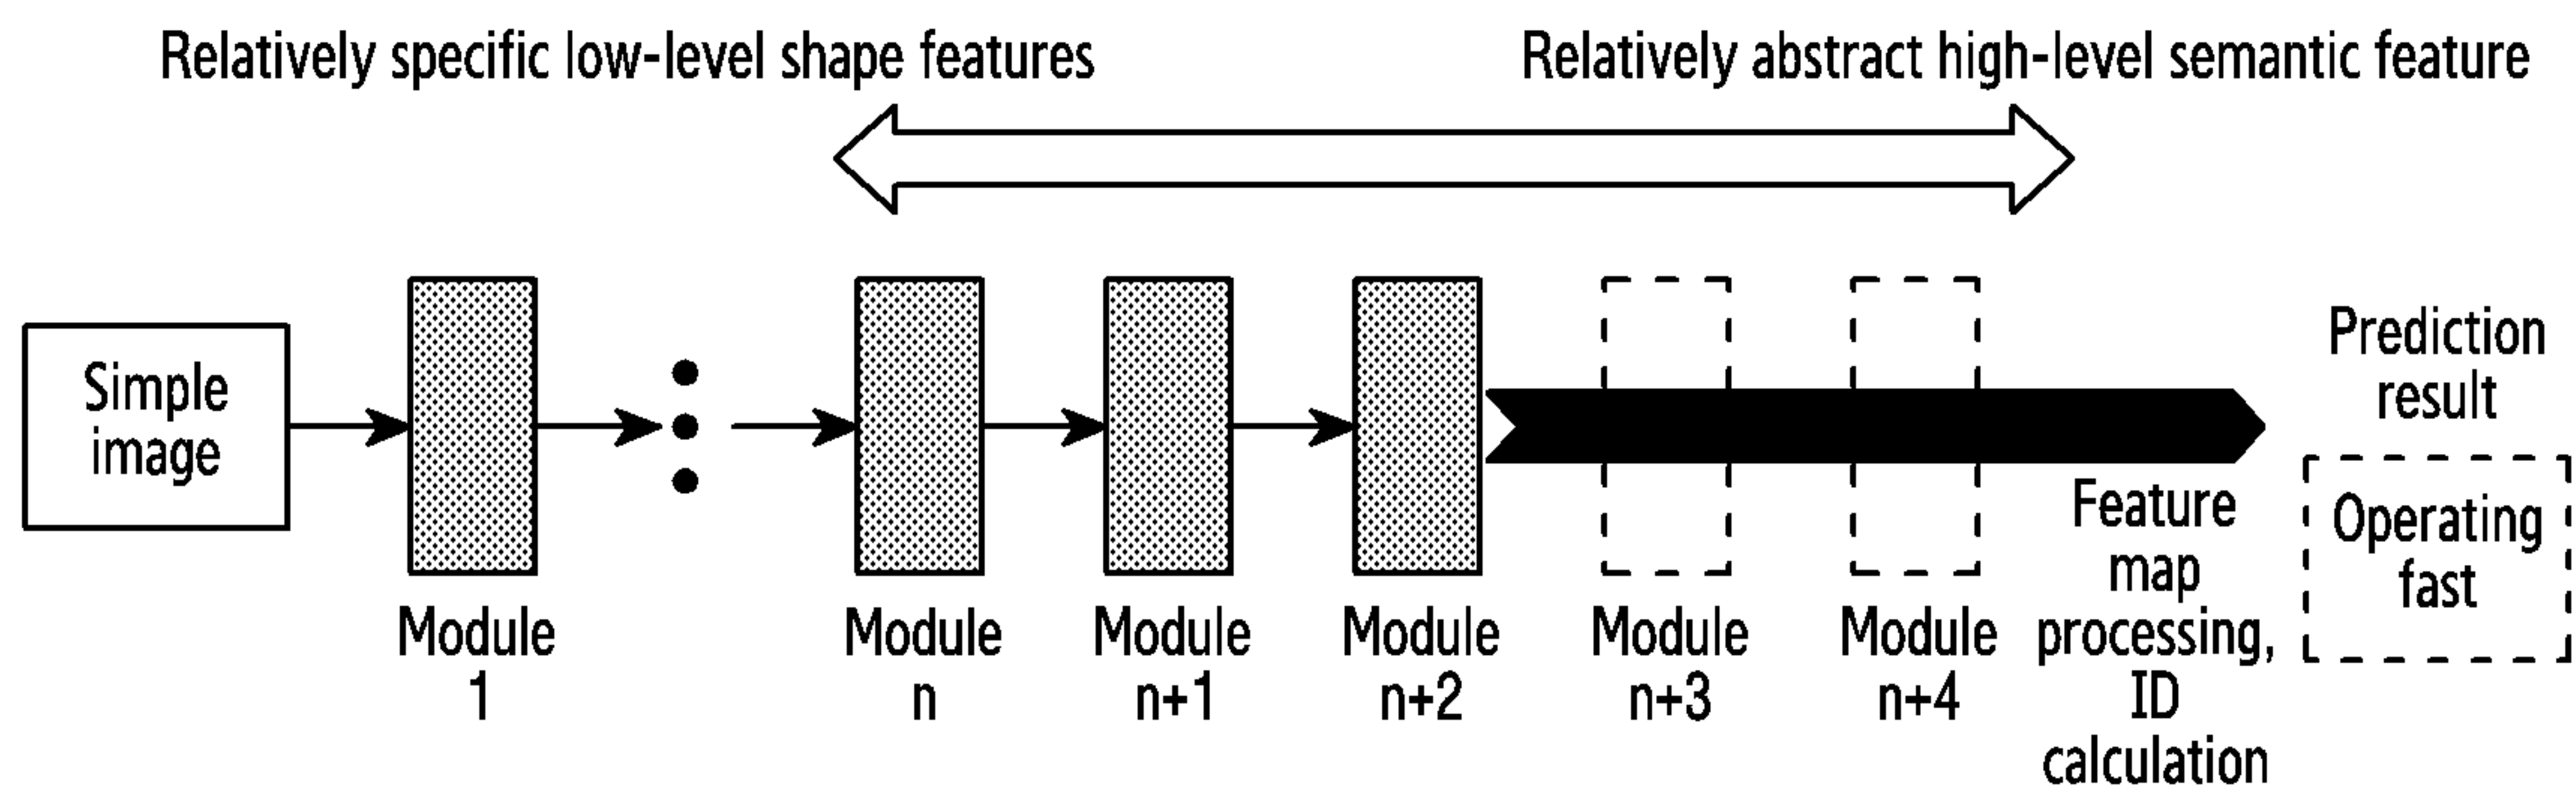 Relatively specific low-level shape features
Relatively abstract high-level semantic feature
Simple
image
Module
1
Module
n
Module
n+1
Module
n+2
Module
n+3
Module
n+4
Feature
map
processing,
ID
calculation
Prediction
result
Operating
fast